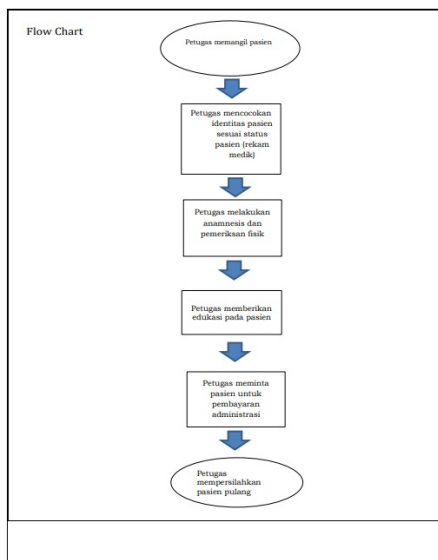 Flow Chart
Petugas memangil pasien
Petugas mencocokan
identitas pasien
sesuai status
pasien (rekam
medik)
Petugas melakukan
anamnesis dan
pemeriksan fisik
Petugas memberikan
edukasi pada pasien
Petugas meminta
pasien untuk
pembayaran
administrasi
Petugas
mempersilahkan
pasien pulang